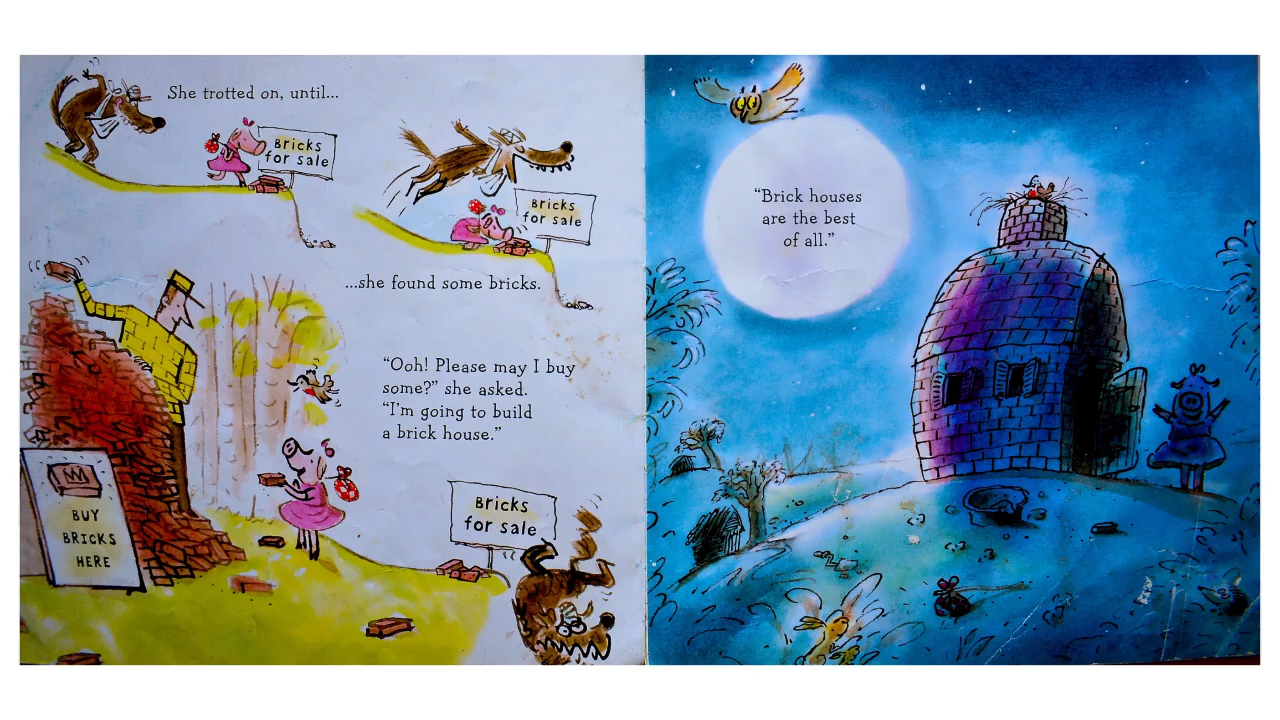 She trotted on, until...
Bricks
for sale
Bricks
for sale
...she found some bricks.
“Ooh! Please may I buy
some?” she asked.
“I'm going to build
a brick house.”
BUY
BRICKS
HERE
Bricks
for sale
“Brick houses
are the best
of all.”